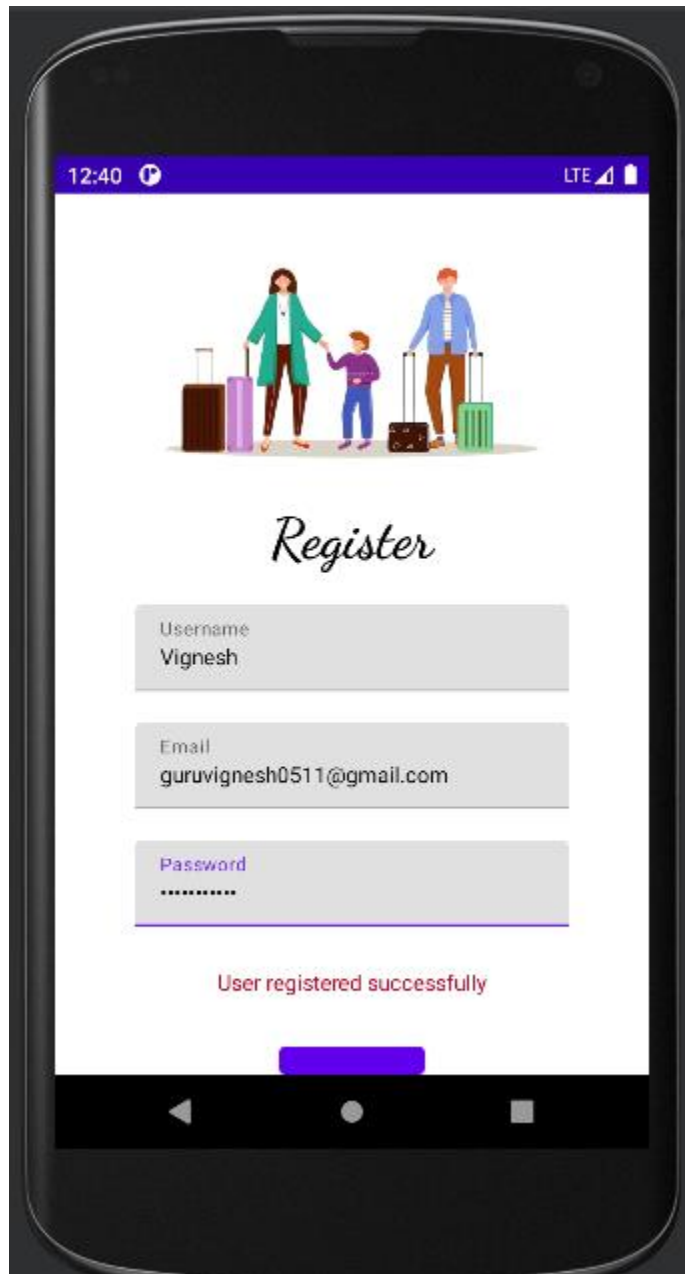 12:40
LTE
Register
Username
Vignesh
Email
guruvignesh0511@gmail.com
Password
•••••••••••
User registered successfully